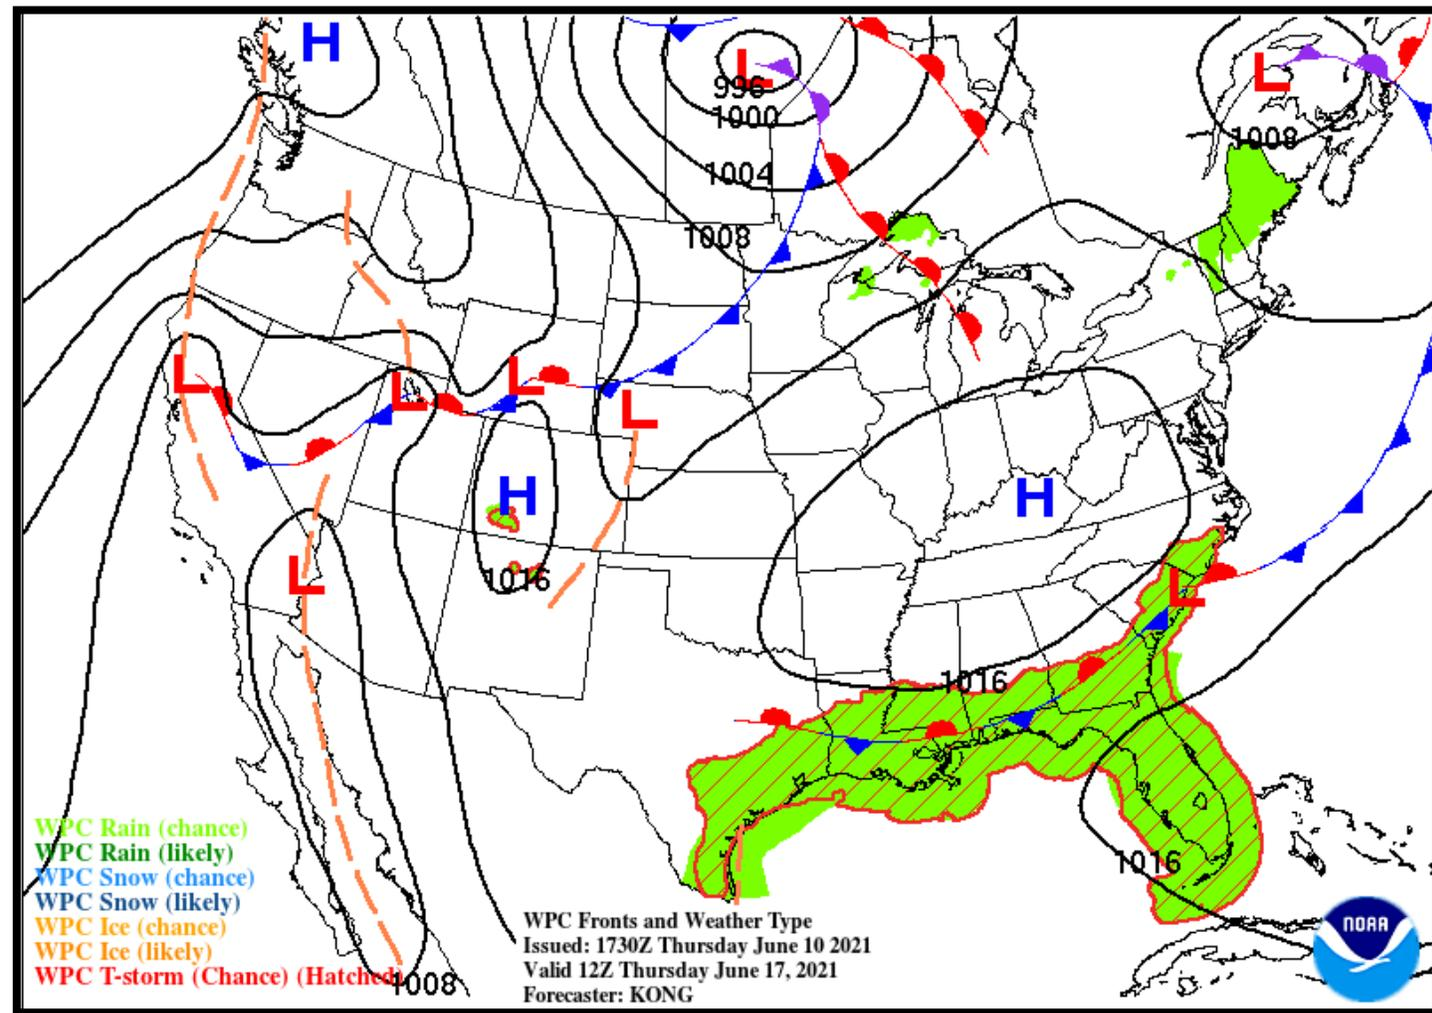 H
L
996
1000
L
1008
1004
1008
L
L
L
L
H
H
1016
L
L
1016
1016
WPC Rain (chance)
WPC Rain (likely)
WPC Snow (chance)
WPC Snow (likely)
WPC Ice (chance)
WPC Ice (likely)
WPC T-storm (Chance) (Hatched)
1008
WPC Fronts and Weather Type
Issued: 1730Z Thursday June 10 2021
Valid 12Z Thursday June 17, 2021
Forecaster: KONG
NOAA